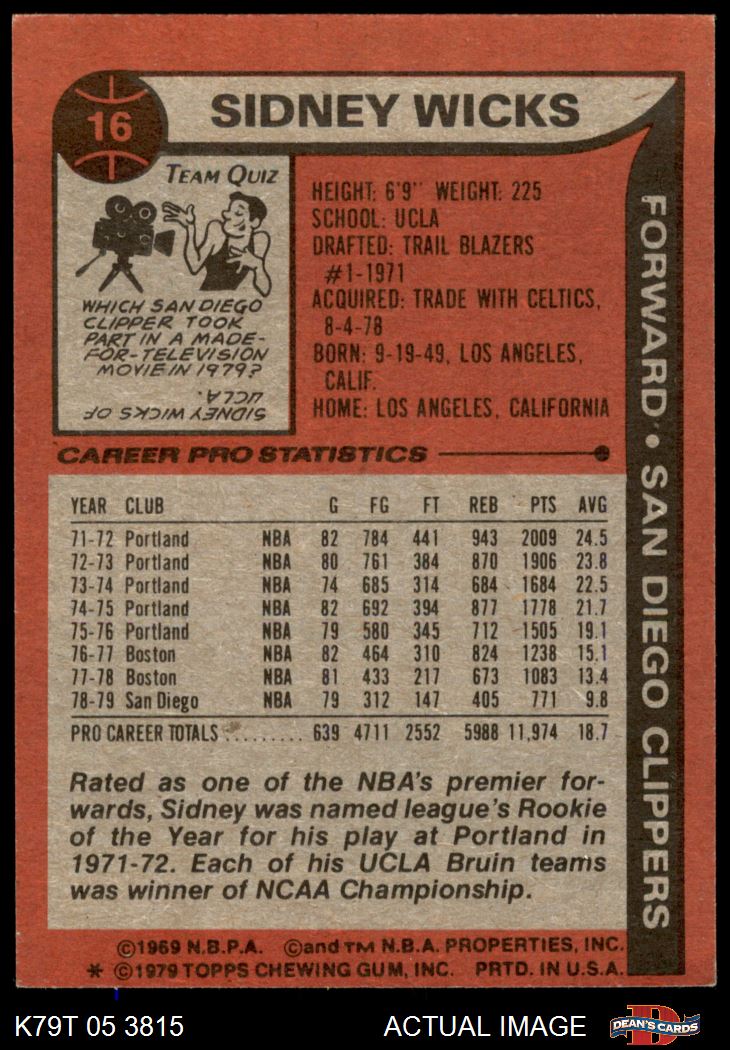 16
SIDNEY WICKS
TEAM QUIZ
WHICH SAN DIEGO
CLIPPER TOOK
PART IN A MADE-
FOR-TELEVISION
MOVIE IN 1979?
SIDNEY WICKS OF
UCLA.
HEIGHT: 6'9" WEIGHT: 225
SCHOOL: UCLA
DRAFTED: TRAIL BLAZERS
#1-1971
ACQUIRED: TRADE WITH CELTICS,
8-4-78
BORN: 9-19-49, LOS ANGELES,
CALIF.
HOME: LOS ANGELES, CALIFORNIA
FORWARD • SAN DIEGO CLIPPERS
CAREER PRO STATISTICS
YEAR CLUB G FG FT REB PTS AVG
71-72 Portland NBA 82 784 441 943 2009 24.5
72-73 Portland NBA 80 761 384 870 1906 23.8
73-74 Portland NBA 74 685 314 684 1684 22.5
74-75 Portland NBA 82 692 394 877 1778 21.7
75-76 Portland NBA 79 580 345 712 1505 19.1
76-77 Boston NBA 82 464 310 824 1238 15.1
77-78 Boston NBA 81 433 217 673 1083 13.4
78-79 San Diego NBA 79 312 147 405 771 9.8
PRO CAREER TOTALS ......... 639 4711 2552 5988 11,974 18.7
Rated as one of the NBA's premier for-
wards, Sidney was named league's Rookie
of the Year for his play at Portland in
1971-72. Each of his UCLA Bruin teams
was winner of NCAA Championship.
©1969 N.B.P.A. ©and TM N.B.A. PROPERTIES, INC.
* ©1979 TOPPS CHEWING GUM, INC. PRTD. IN U.S.A.
K79T 05 3815
ACTUAL IMAGE
DEAN'S CARDS